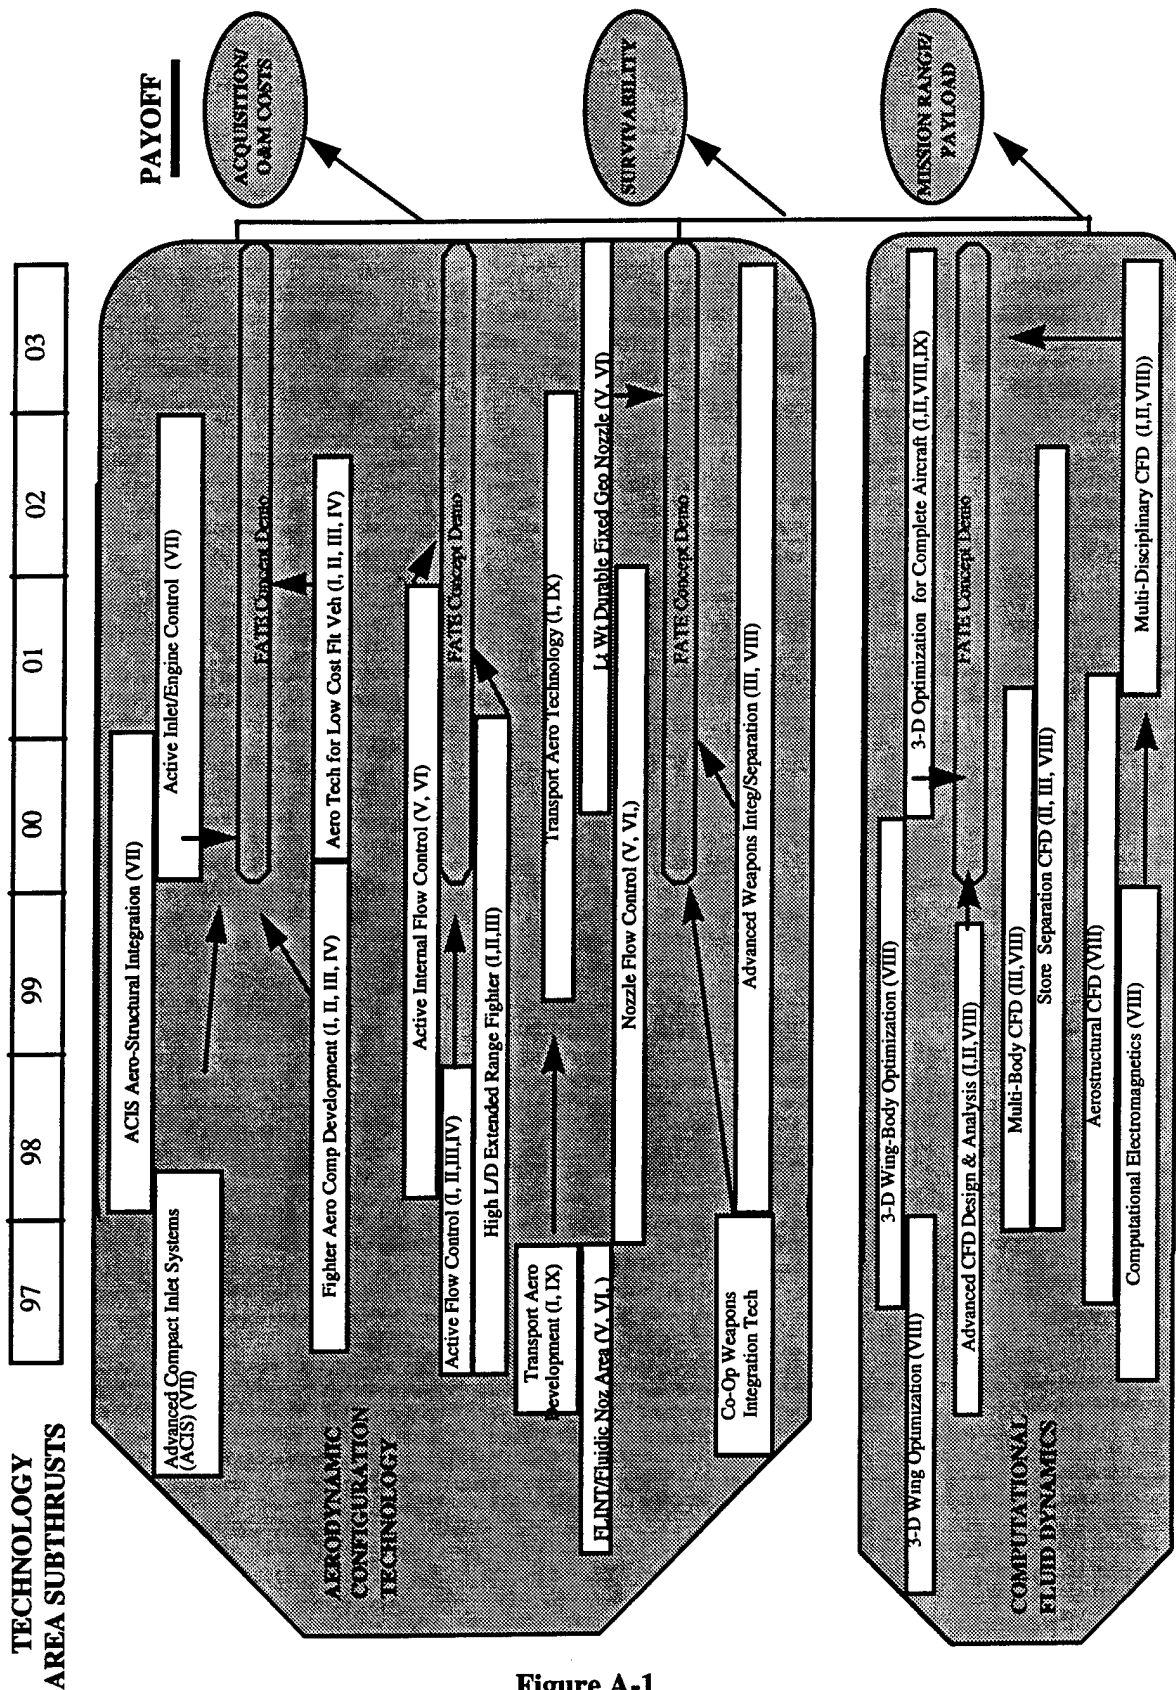 TECHNOLOGY
AREA SUBTHRUSTS
97
98
99
00
01
02
03
PAYOFF
ACQUISITION/
O&M COSTS
SURVIVABILITY
MISSION RANGE/
PAYLOAD
ACIS Aero-Structural Integration (VII)
Advanced Compact Inlet Systems
(ACIS) (VII)
Active Inlet/Engine Control (VII)
FATE Concept Demo
Fighter Aero Comp Development (I, II, III, IV)
Aero Tech for Low Cost Flt Veh (I, II, III, IV)
AERODYNAMIC
CONFIGURATION
TECHNOLOGY
Active Internal Flow Control (V, VI)
Active Flow Control (I, II,III,IV)
FATE Concept Demo
High L/D Extended Range Fighter (I,II,III)
Transport Aero
Development (I, IX)
Transport Aero Technology (I, IX)
FLINT/Fluidic Noz Area (V, VI,)
Lt Wt Durable Fixed Geo Nozzle (V, VI)
Nozzle Flow Control (V, VI,)
FATE Concept Demo
Co-Op Weapons
Integration Tech
Advanced Weapons Integ/Separation (III, VIII)
3-D Wing-Body Optimization (VIII)
3-D Wing Optimization (VIII)
3-D Optimization for Complete Aircraft (I,II,VIII,IX)
Advanced CFD Design & Analysis (I,II,VIII)
FATE Concept Demo
COMPUTATIONAL
FLUID DYNAMICS
Multi-Body CFD (III,VIII)
Store Separation CFD (II, III, VIII)
Aerostructural CFD (VIII)
Computational Electromagnetics (VIII)
Multi-Disciplinary CFD (I,II,VIII))
Figure A-1